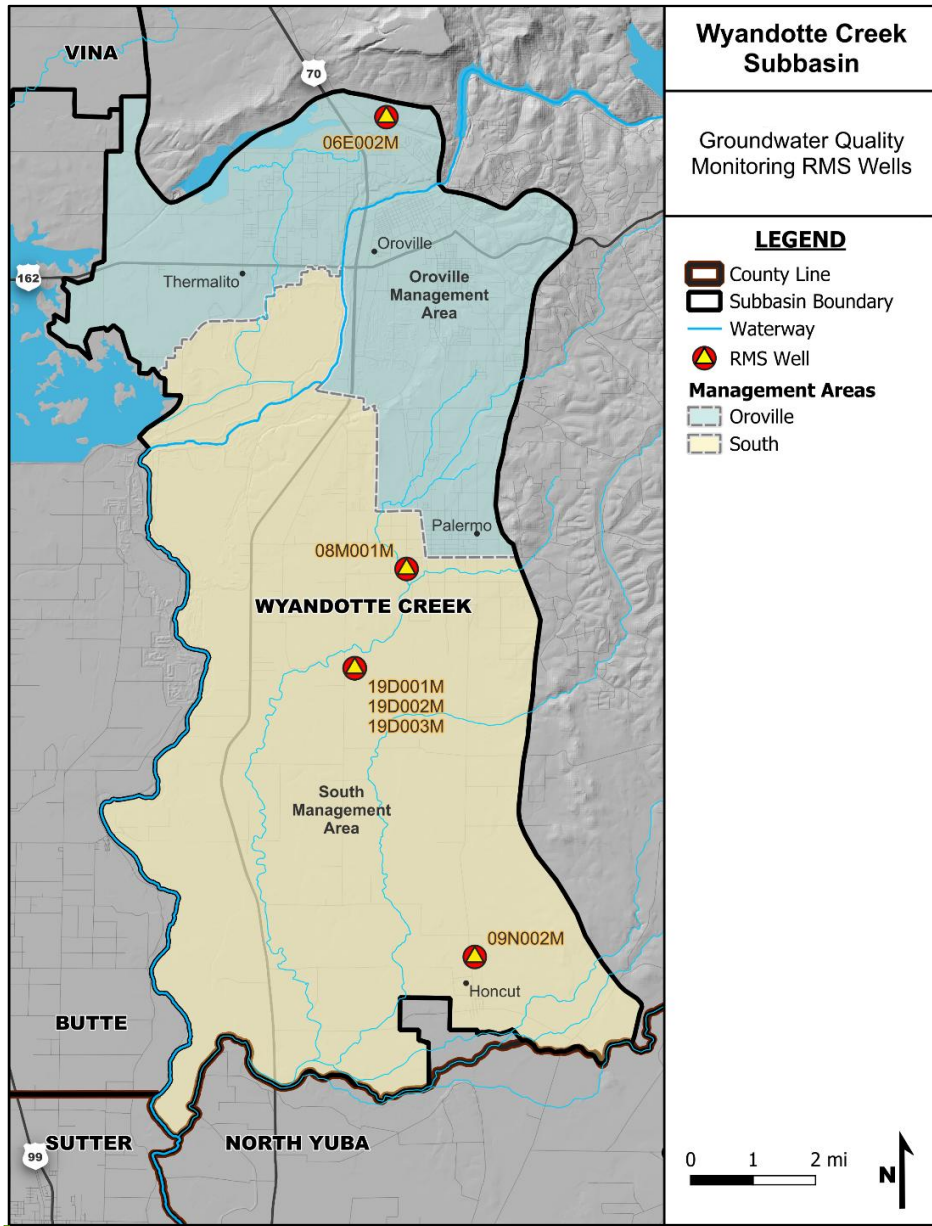 VINA
70
06E002M
Oroville
Thermalito
162
Oroville
Management
Area
Palermo
08M001M
WYANDOTTE CREEK
19D001M
19D002M
19D003M
South
Management
Area
09N002M
Honcut
BUTTE
SUTTER
NORTH YUBA
99
Wyandotte Creek
Subbasin
Groundwater Quality
Monitoring RMS Wells
LEGEND
County Line
Subbasin Boundary
Waterway
RMS Well
Management Areas
Oroville
South
0 1 2 mi
N